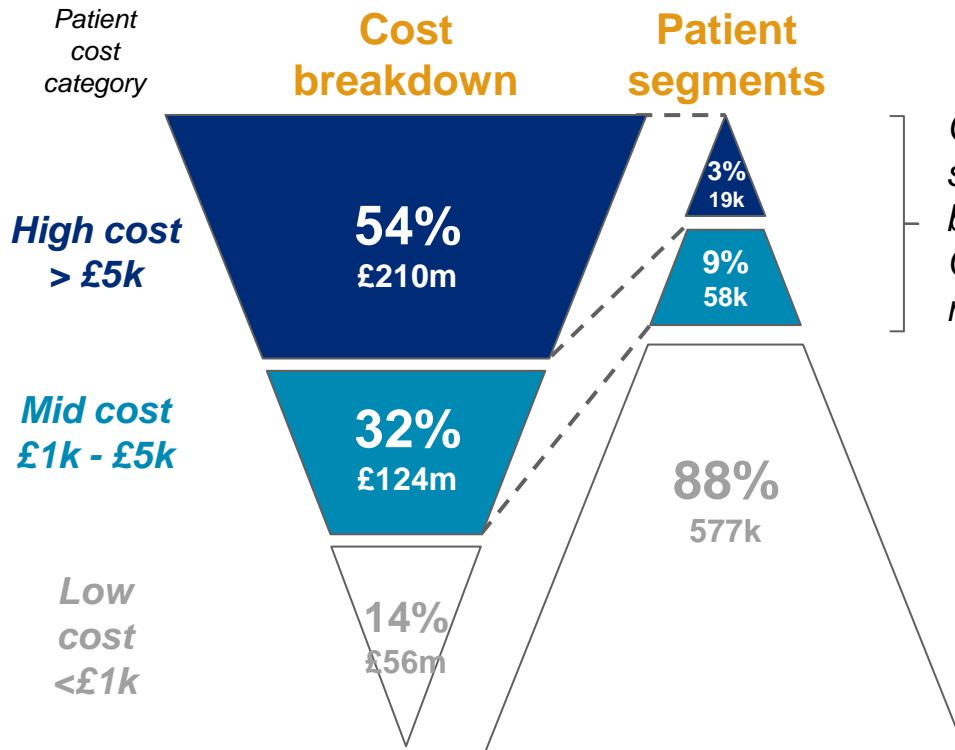 Patient
cost
category
Cost
breakdown
Patient
segments
High cost
> £5k
54%
£210m
3%
19k
9%
58k
Mid cost
£1k - £5k
32%
£124m
88%
577k
Low
cost
<£1k
14%
£56m